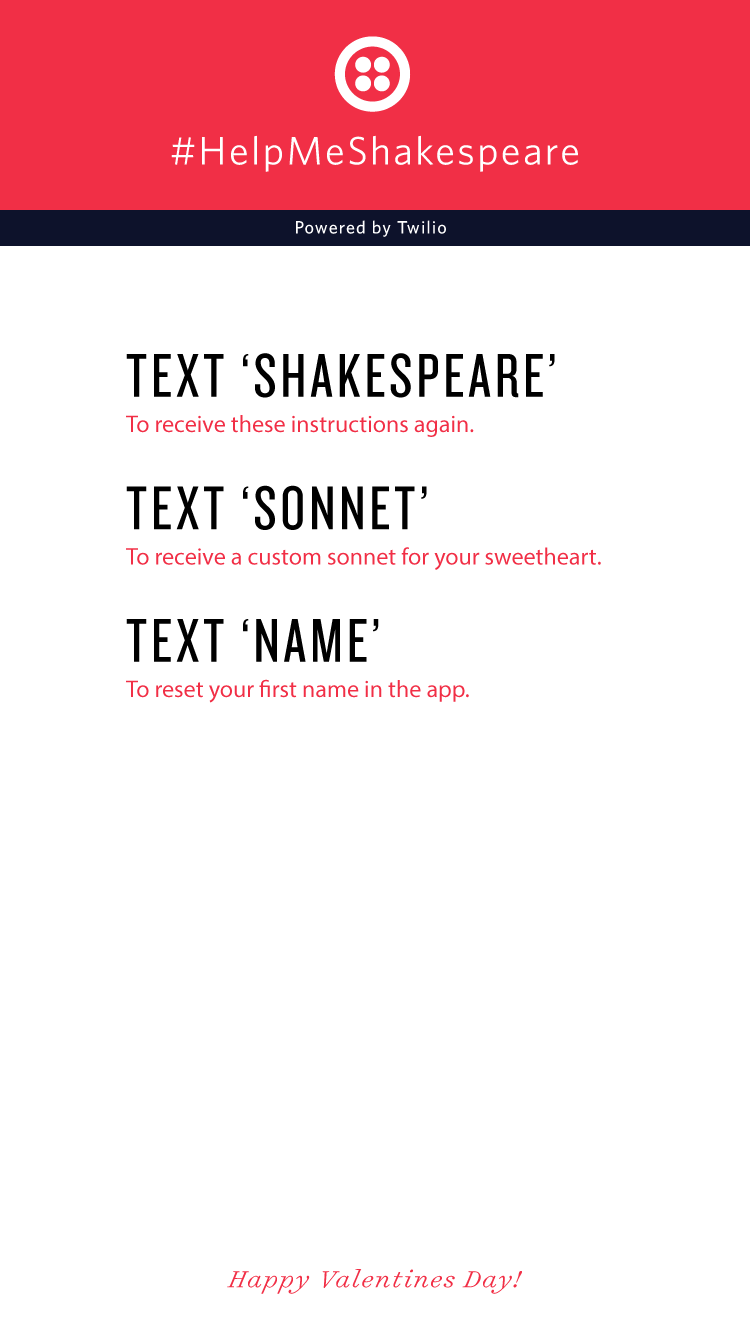 #HelpMeShakespeare
Powered by Twilio
TEXT ‘SHAKESPEARE’
To receive these instructions again.
TEXT ‘SONNET’
To receive a custom sonnet for your sweetheart.
TEXT ‘NAME’
To reset your first name in the app.
Happy Valentines Day!